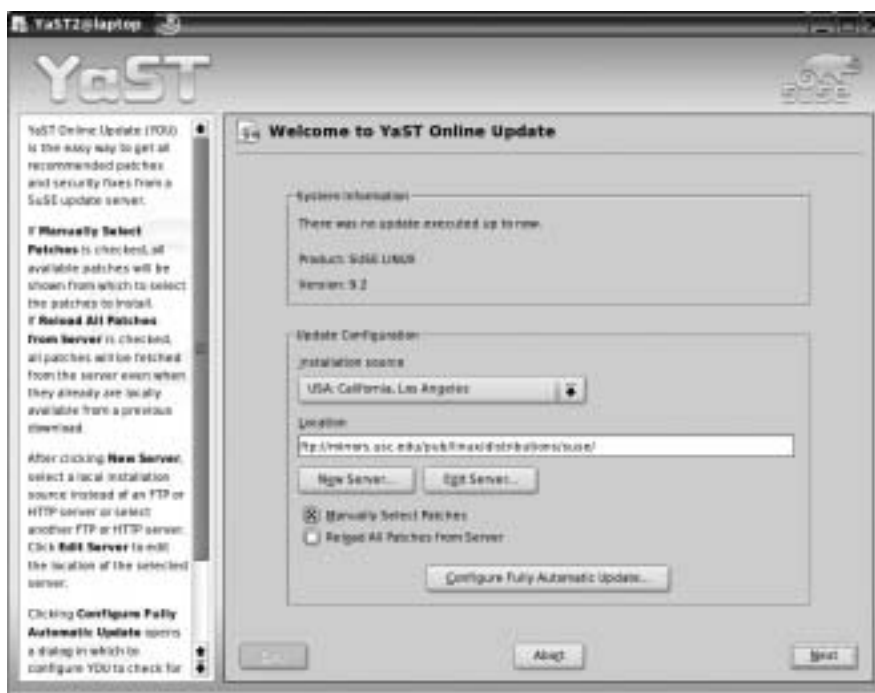 YaST2@laptop
YaST
SUSE
YaST Online Update (YOU)
is the easy way to get all
recommended patches
and security fixes from a
SuSE update server.
If Manually Select
Patches is checked, all
available patches will be
shown from which to select
the patches to install.
If Reload All Patches
from Server is checked,
all patches will be fetched
from the server even when
they already are locally
available from a previous
download.
After clicking New Server,
select a local installation
source instead of an FTP or
HTTP server or select
another FTP or HTTP server.
Click Edit Server to edit
the location of the selected
server.
Clicking Configure Fully
Automatic Update opens
a dialog in which to
configure YOU to check for
Welcome to YaST Online Update
System Information
There was no update executed up to now.
Product: SUSE LINUX
Version: 9.2
Update Configuration
Installation source
USA: California, Los Angeles
Location
ftp://mirrors.usc.edu/pub/linux/distributions/suse/
New Server...
Edit Server...
Manually Select Patches
Reload All Patches from Server
Configure Fully Automatic Update...
Abort
Next